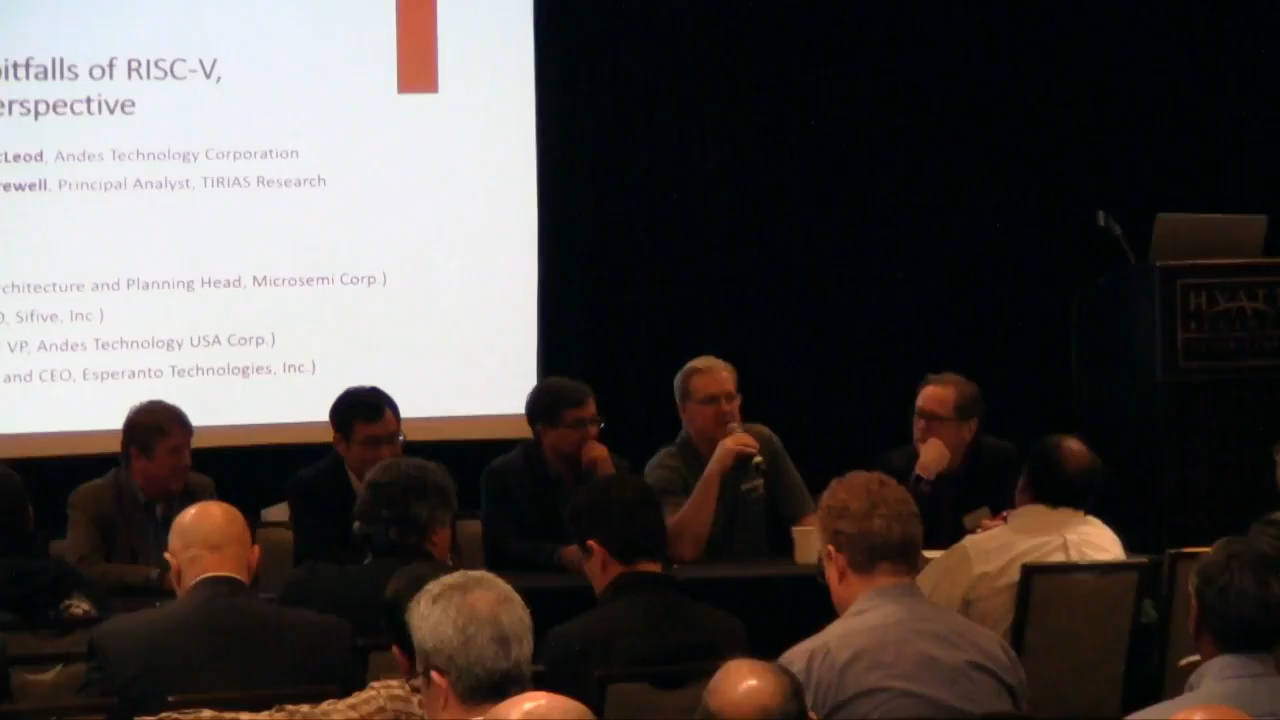 pitfalls of RISC-V,
erspective
cLeod, Andes Technology Corporation
rewell, Principal Analyst, TIRIAS Research
rchitecture and Planning Head, Microsemi Corp.)
O, Sifive, Inc.)
VP, Andes Technology USA Corp.)
and CEO, Esperanto Technologies, Inc.)
HYATT